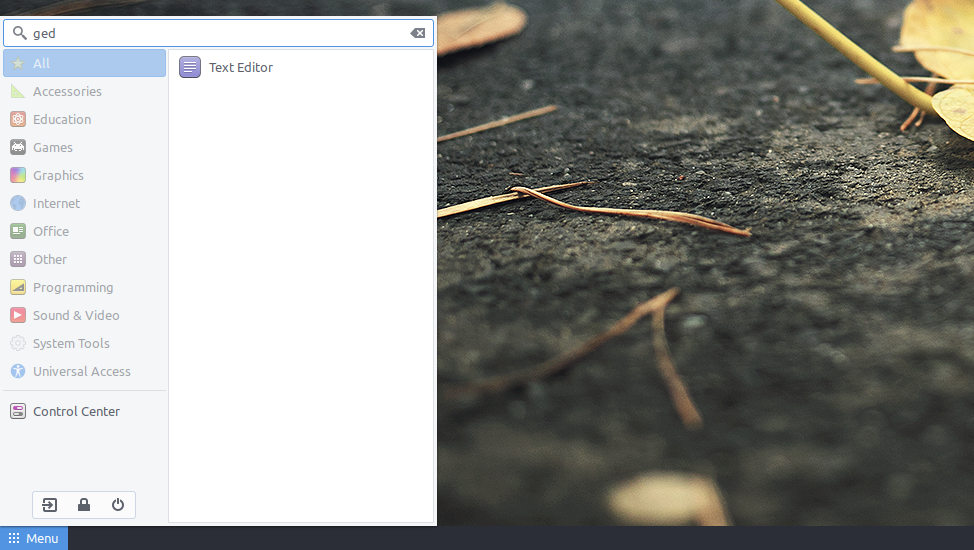 ged
All
Accessories
Education
Games
Graphics
Internet
Office
Other
Programming
Sound & Video
System Tools
Universal Access
Control Center
Text Editor
Menu